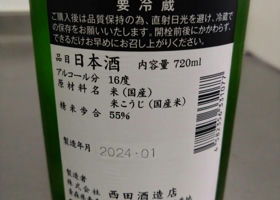 要冷蔵
ご購入後は品質保持の為、直射日光を避け、冷蔵で
の保存をお願いします。開栓前後にかかわらず、
できるだけお早めにお召し上がりください。
品目 日本酒 内容量 720ml
アルコール分 16度
原材料名 米(国産)
米こうじ(国産米)
精米歩合 55%
製造年月 2024-01
製造者
株式会社 西田酒造店